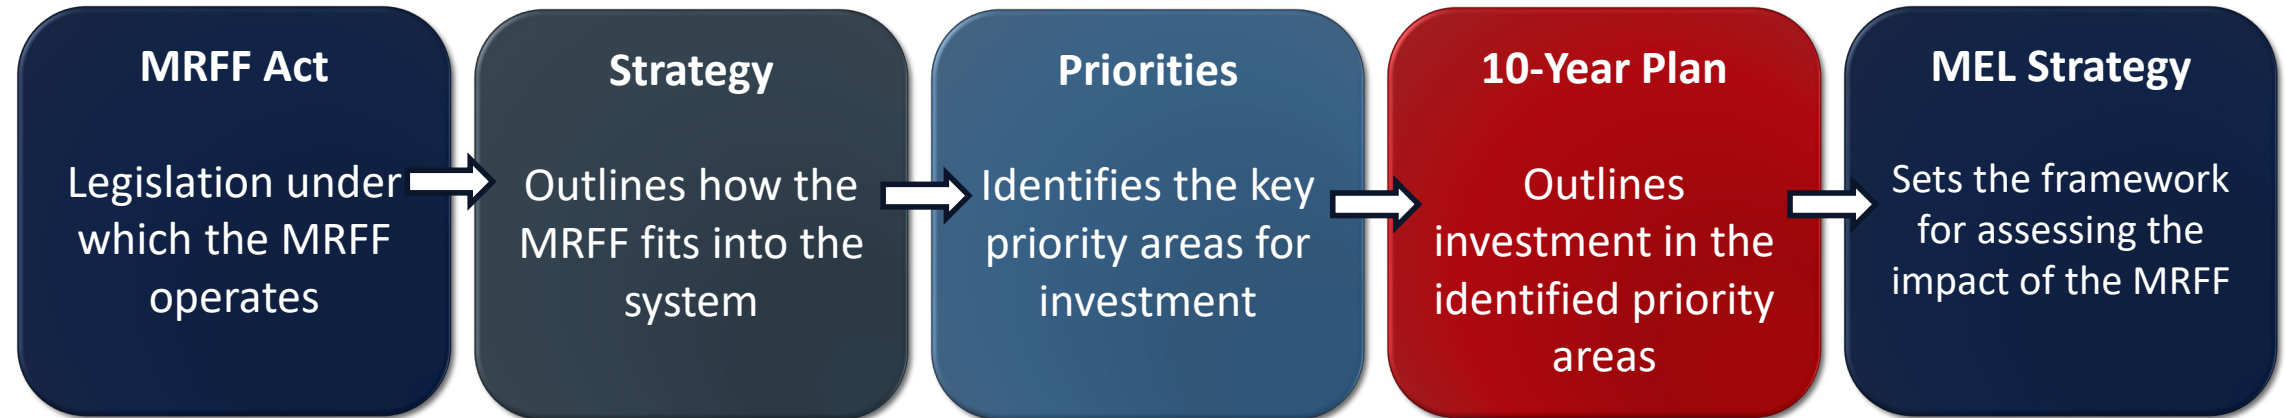 MRFF Act
Legislation under
which the MRFF
operates
Strategy
Outlines how the
MRFF fits into the
system
Priorities
Identifies the key
priority areas for
investment
10-Year Plan
Outlines
investment in the
identified priority
areas
MEL Strategy
Sets the framework
for assessing the
impact of the MRFF